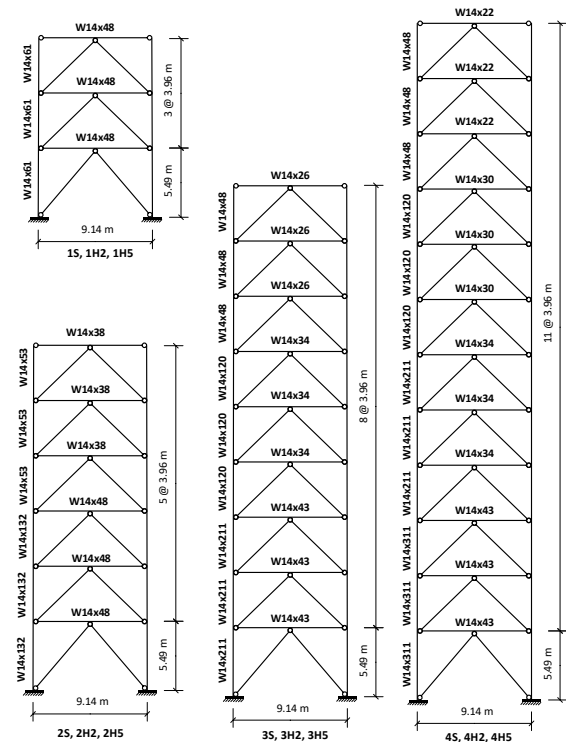 W14x48
W14x61
W14x48
W14x61
W14x48
W14x61
3 @ 3.96 m
5.49 m
9.14 m
1S, 1H2, 1H5
W14x38
W14x53
W14x38
W14x53
W14x38
W14x53
W14x48
W14x132
W14x48
W14x132
W14x48
W14x132
5 @ 3.96 m
5.49 m
9.14 m
2S, 2H2, 2H5
W14x26
W14x48
W14x26
W14x48
W14x26
W14x48
W14x34
W14x120
W14x34
W14x120
W14x34
W14x120
W14x43
W14x211
W14x43
W14x211
W14x43
W14x211
8 @ 3.96 m
5.49 m
9.14 m
3S, 3H2, 3H5
W14x22
W14x48
W14x22
W14x48
W14x22
W14x48
W14x30
W14x120
W14x30
W14x120
W14x30
W14x120
W14x34
W14x211
W14x34
W14x211
W14x34
W14x211
W14x43
W14x311
W14x43
W14x311
W14x43
W14x311
11 @ 3.96 m
5.49 m
9.14 m
4S, 4H2, 4H5